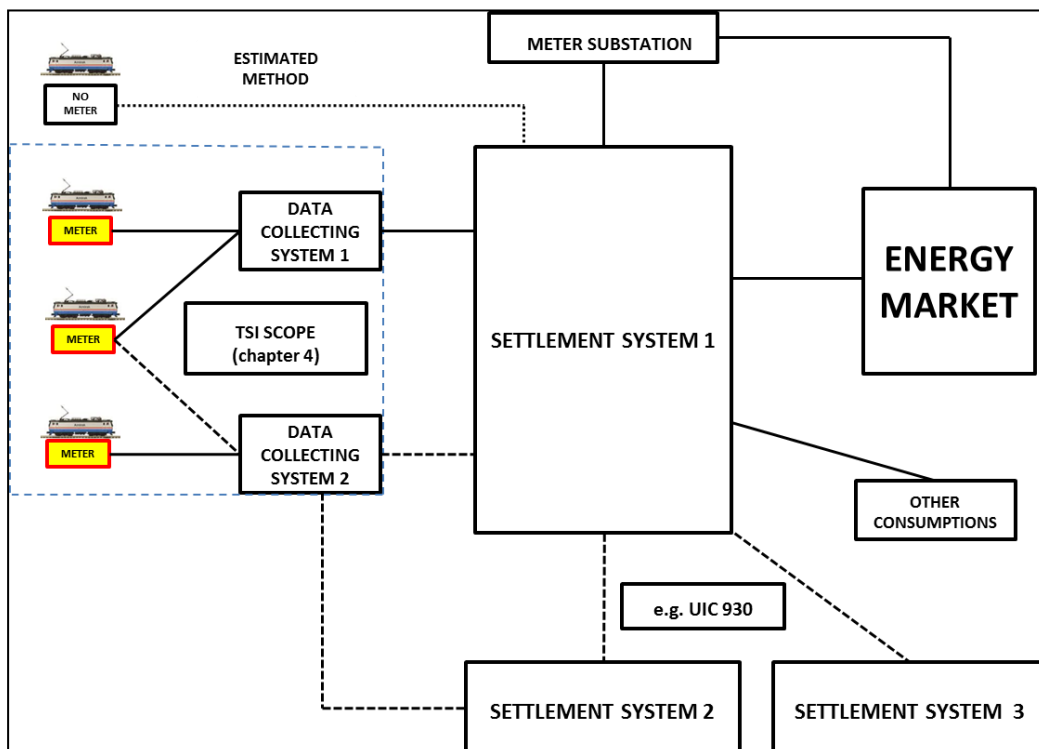 METER SUBSTATION
ESTIMATED
METHOD
NO
METER
METER
DATA
COLLECTING
SYSTEM 1
ENERGY
MARKET
METER
TSI SCOPE
(chapter 4)
SETTLEMENT SYSTEM 1
METER
DATA
COLLECTING
SYSTEM 2
OTHER
CONSUMPTIONS
e.g. UIC 930
SETTLEMENT SYSTEM 2
SETTLEMENT SYSTEM 3